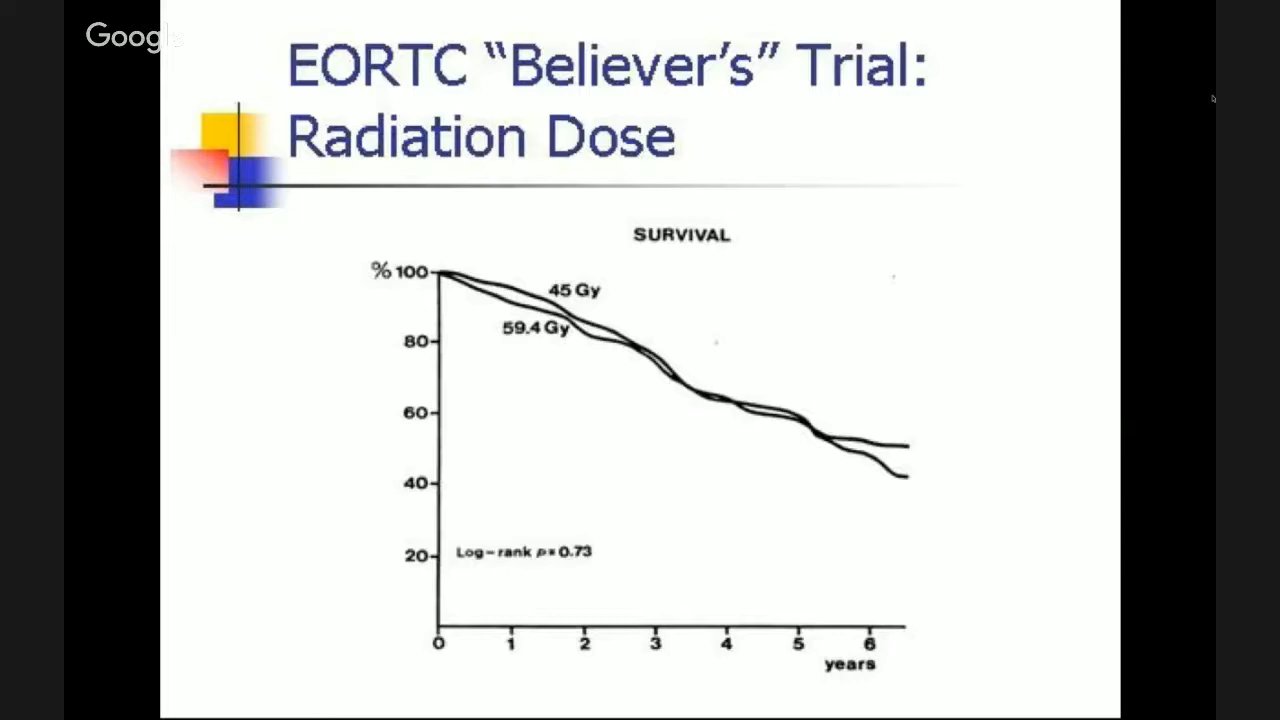 Google
EORTC “Believer’s” Trial:
Radiation Dose
SURVIVAL
% 100
45 Gy
59.4 Gy
80
60
40
20
Log-rank p=0.73
0 1 2 3 4 5 6
years